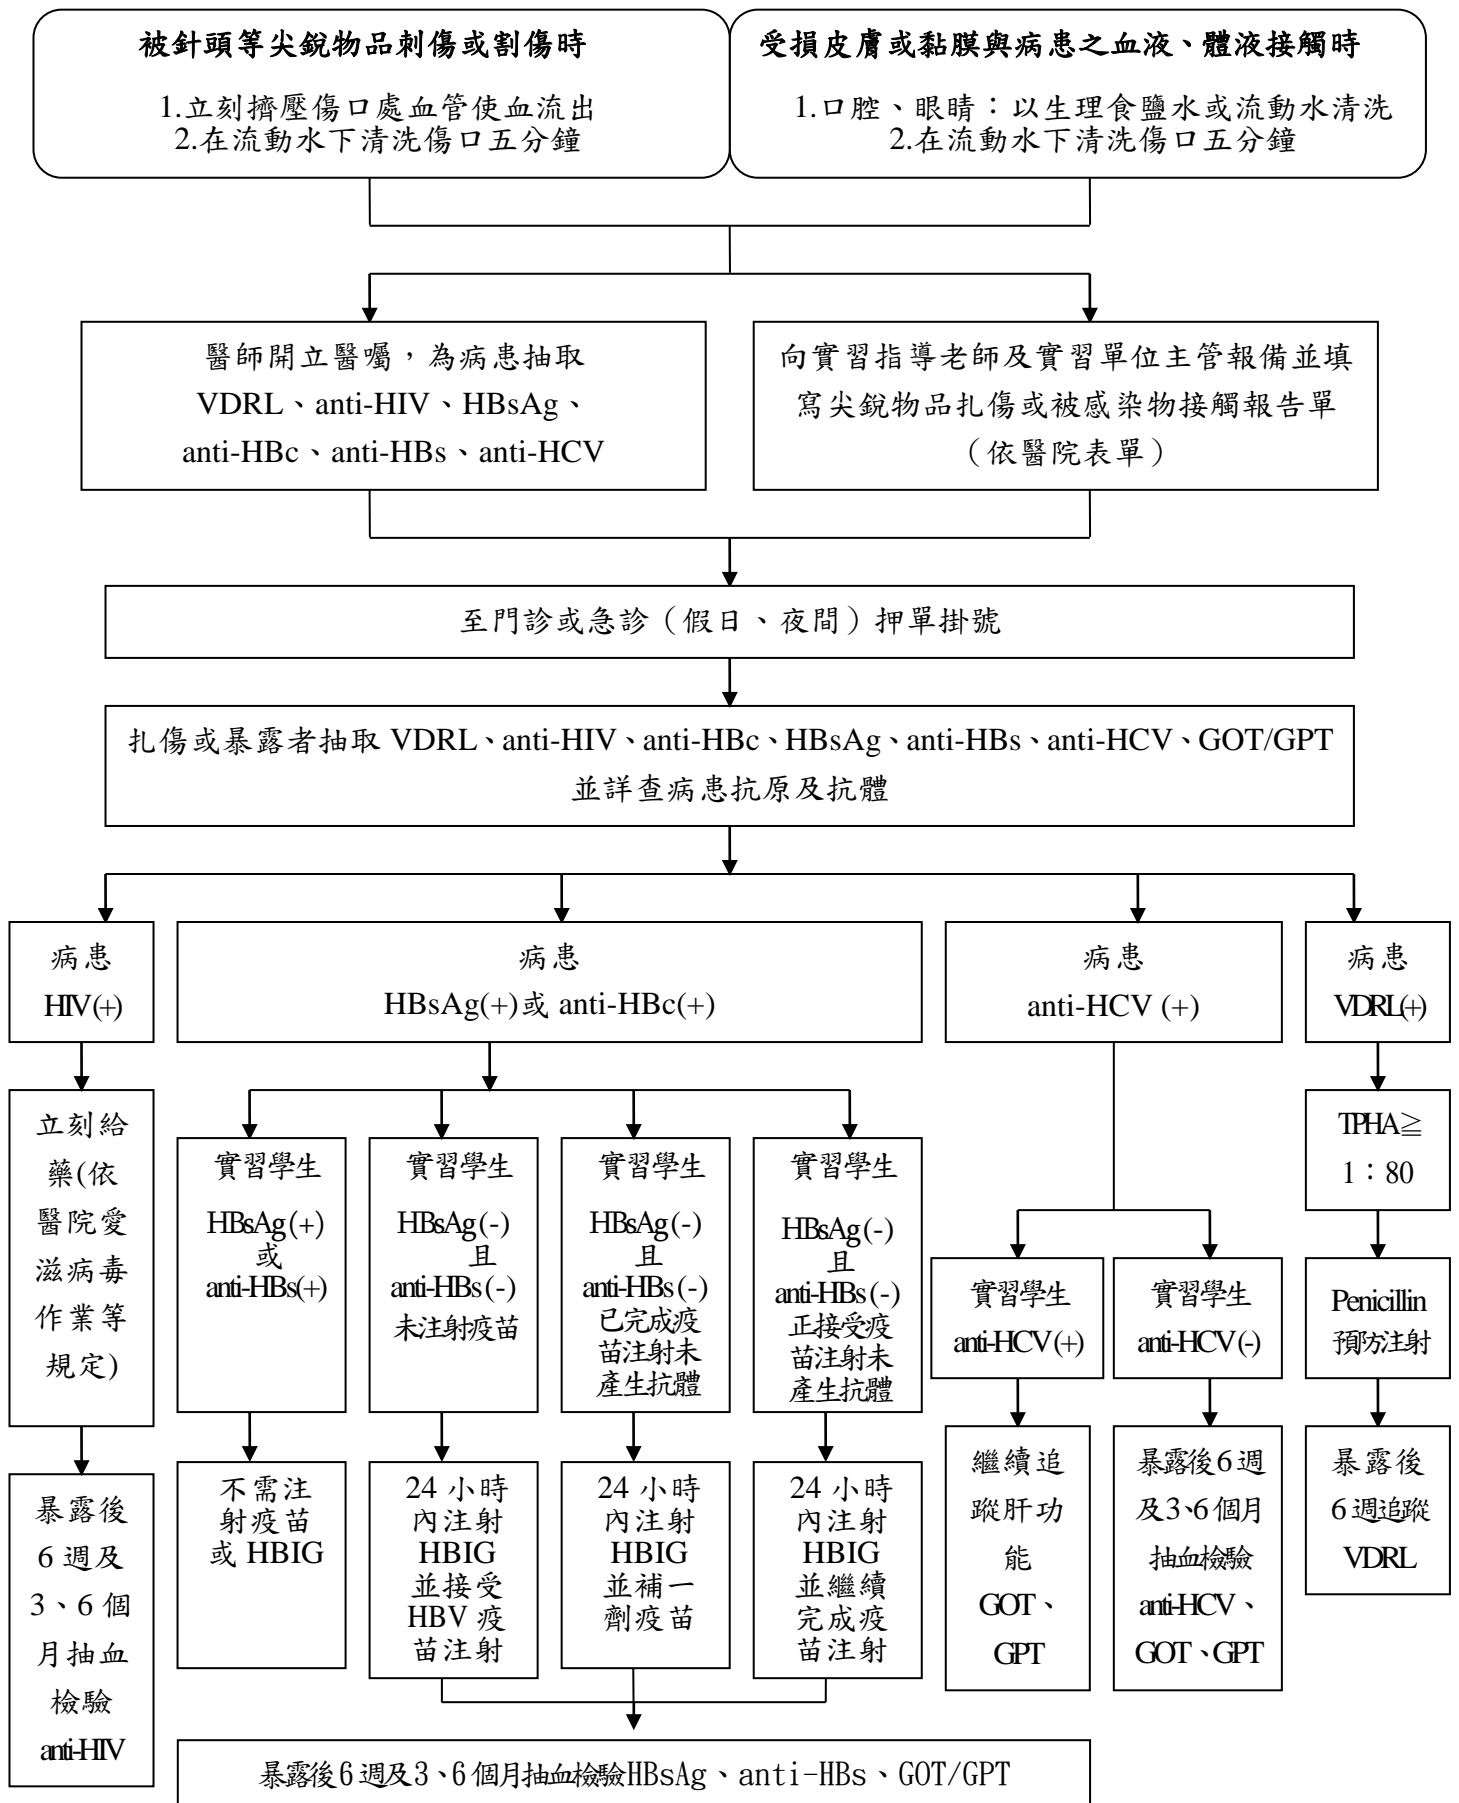 被針頭等尖銳物品刺傷或割傷時
1.立刻擠壓傷口處血管使血流出
2.在流動水下清洗傷口五分鐘
受損皮膚或黏膜與病患之血液、體液接觸時
1.口腔、眼睛：以生理食鹽水或流動水清洗
2.在流動水下清洗傷口五分鐘
醫師開立醫囑，為病患抽取
VDRL、anti-HIV、HBsAg、
anti-HBc、anti-HBs、anti-HCV
向實習指導老師及實習單位主管報備並填
寫尖銳物品扎傷或被感染物接觸報告單
（依醫院表單）
至門診或急診（假日、夜間）押單掛號
扎傷或暴露者抽取 VDRL、anti-HIV、anti-HBc、HBsAg、anti-HBs、anti-HCV、GOT/GPT
並詳查病患抗原及抗體
病患
HIV(+)
病患
HBsAg(+)或 anti-HBc(+)
病患
anti-HCV (+)
病患
VDRL(+)
立刻給
藥(依
醫院愛
滋病毒
作業等
規定)
實習學生
HBsAg(+)
或
anti-HBs(+)
實習學生
HBsAg(-)
且
anti-HBs(-)
未注射疫苗
實習學生
HBsAg(-)
且
anti-HBs(-)
已完成疫
苗注射未
產生抗體
實習學生
HBsAg(-)
且
anti-HBs(-)
正接受疫
苗注射未
產生抗體
實習學生
anti-HCV(+)
實習學生
anti-HCV(-)
TPHA≧
1：80
Penicillin
預防注射
暴露後
6 週及
3、6 個
月抽血
檢驗
anti-HIV
不需注
射疫苗
或 HBIG
24 小時
內注射
HBIG
並接受
HBV 疫
苗注射
24 小時
內注射
HBIG
並補一
劑疫苗
24 小時
內注射
HBIG
並繼續
完成疫
苗注射
繼續追
蹤肝功
能
GOT、
GPT
暴露後6週
及3、6個月
抽血檢驗
anti-HCV、
GOT、GPT
暴露後
6週追蹤
VDRL
暴露後6週及3、6個月抽血檢驗HBsAg、anti-HBs、GOT/GPT